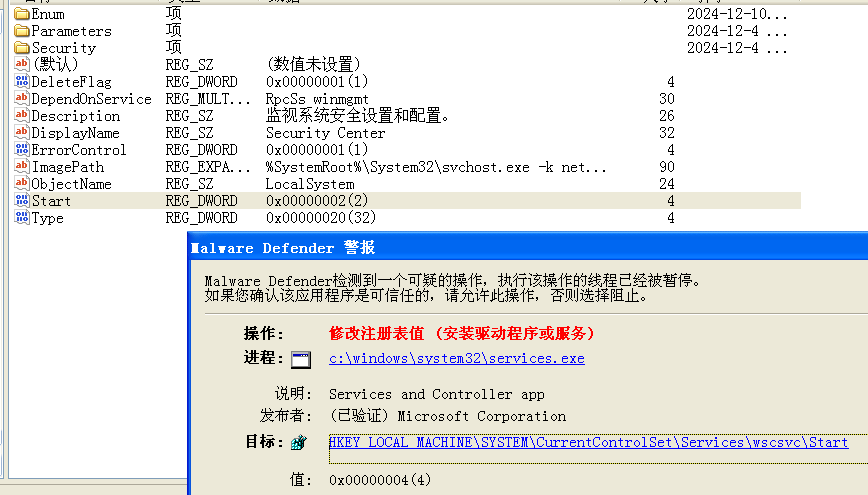 Enum 项 2024-12-10...
Parameters 项 2024-12-4 ...
Security 项 2024-12-4 ...
(默认) REG_SZ (数值未设置)
DeleteFlag REG_DWORD 0x00000001(1) 4
DependOnService REG_MULT... RpcSs winmgmt 30
Description REG_SZ 监视系统安全设置和配置。 26
DisplayName REG_SZ Security Center 32
ErrorControl REG_DWORD 0x00000001(1) 4
ImagePath REG_EXPA... %SystemRoot%\System32\svchost.exe -k net... 90
ObjectName REG_SZ LocalSystem 24
Start REG_DWORD 0x00000002(2) 4
Type REG_DWORD 0x00000020(32) 4
Malware Defender 警报
Malware Defender检测到一个可疑的操作，执行该操作的线程已经被暂停。
如果您确认该应用程序是可信任的，请允许此操作，否则选择阻止。
操作： 修改注册表值 (安装驱动程序或服务)
进程： c:\windows\system32\services.exe
说明: Services and Controller app
发布者: (已验证) Microsoft Corporation
目标： HKEY_LOCAL_MACHINE\SYSTEM\CurrentControlSet\Services\wscsvc\Start
值: 0x00000004(4)